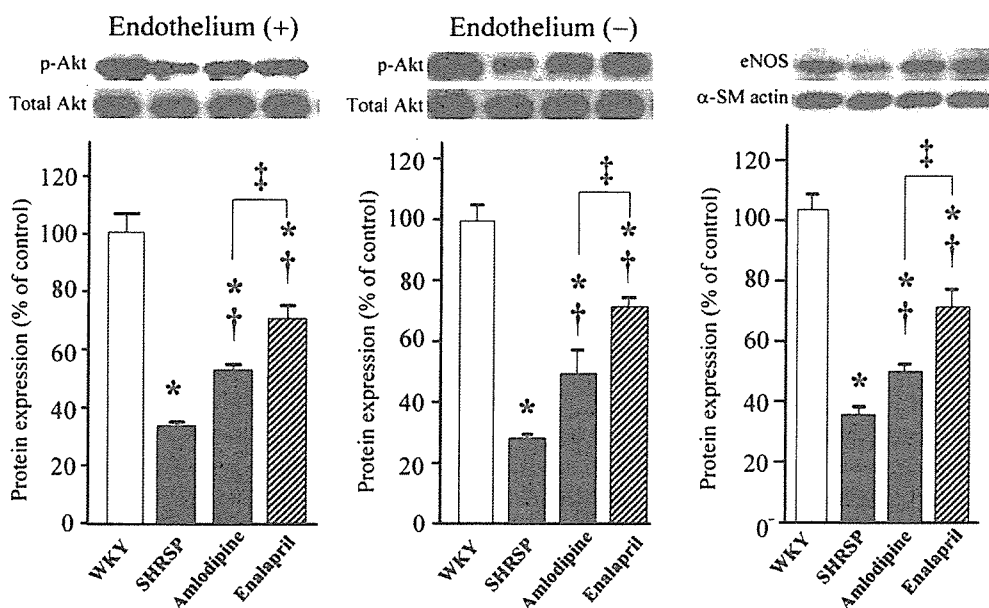 Endothelium (+)
p-Akt
Total Akt
Protein expression (% of control)
120
100
80
60
40
20
0
‡
*
*
†
*
†
WKY
SHRSP
Amlodipine
Enalapril
Endothelium (−)
p-Akt
Total Akt
Protein expression (% of control)
120
100
80
60
40
20
0
‡
*
*
†
*
†
WKY
SHRSP
Amlodipine
Enalapril
eNOS
α-SM actin
Protein expression (% of control)
120
100
80
60
40
20
0
‡
*
*
†
*
†
WKY
SHRSP
Amlodipine
Enalapril